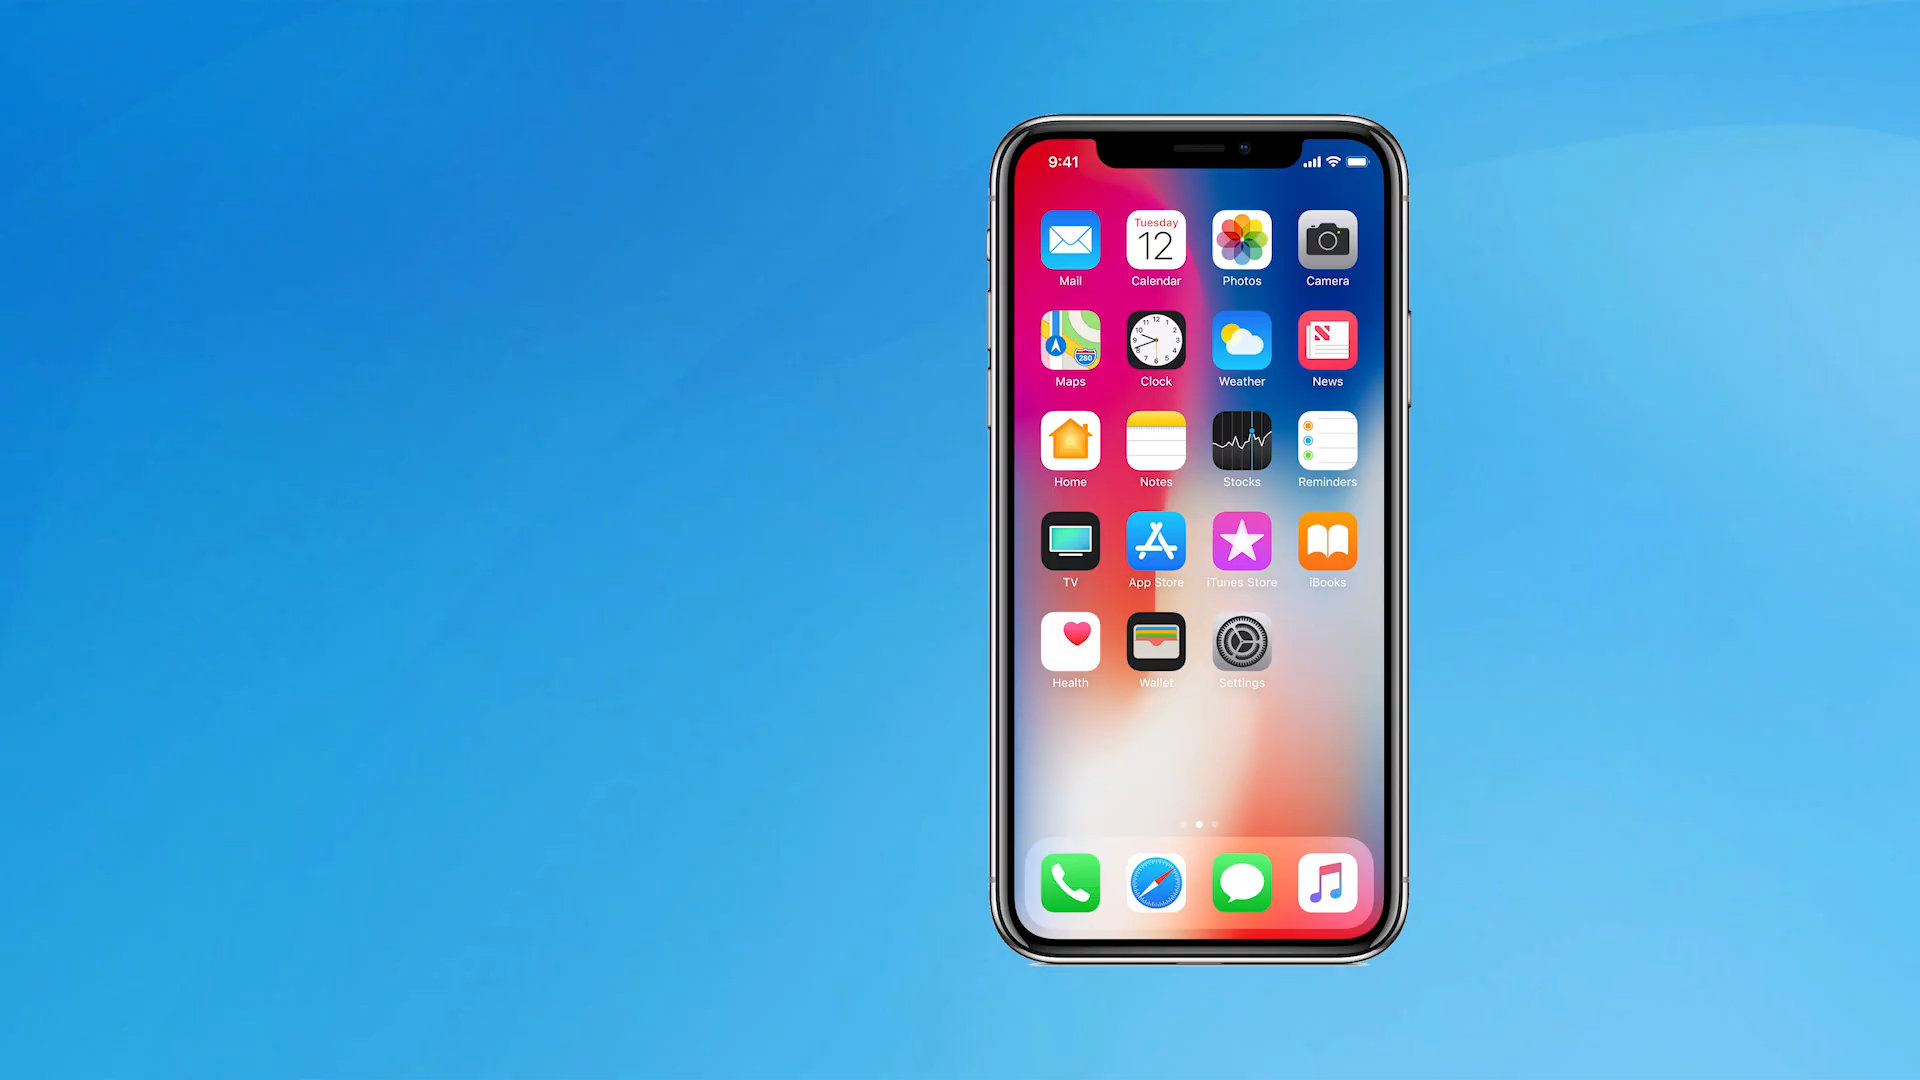 9:41
Tuesday
12
Mail Calendar Photos Camera
280
Maps Clock Weather News
Home Notes Stocks Reminders
TV App Store iTunes Store iBooks
Health Wallet Settings